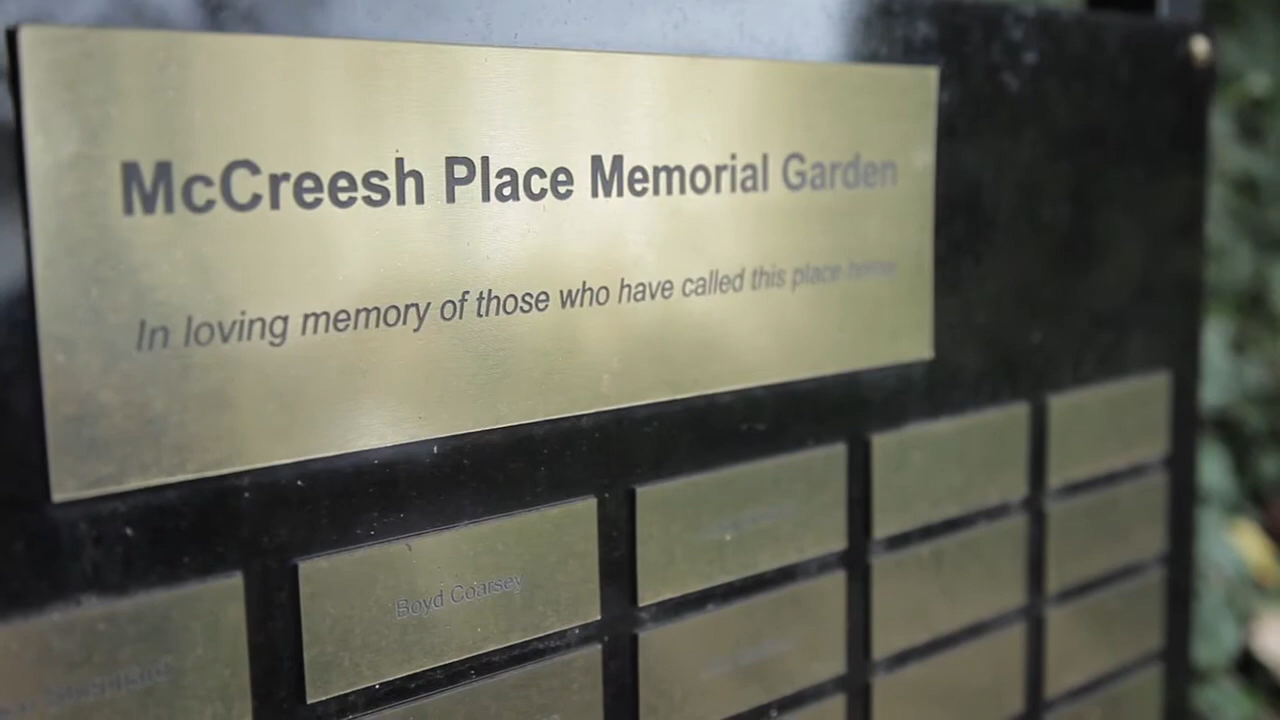 McCreesh Place Memorial Garden
In loving memory of those who have called this place home
Boyd Coarsey